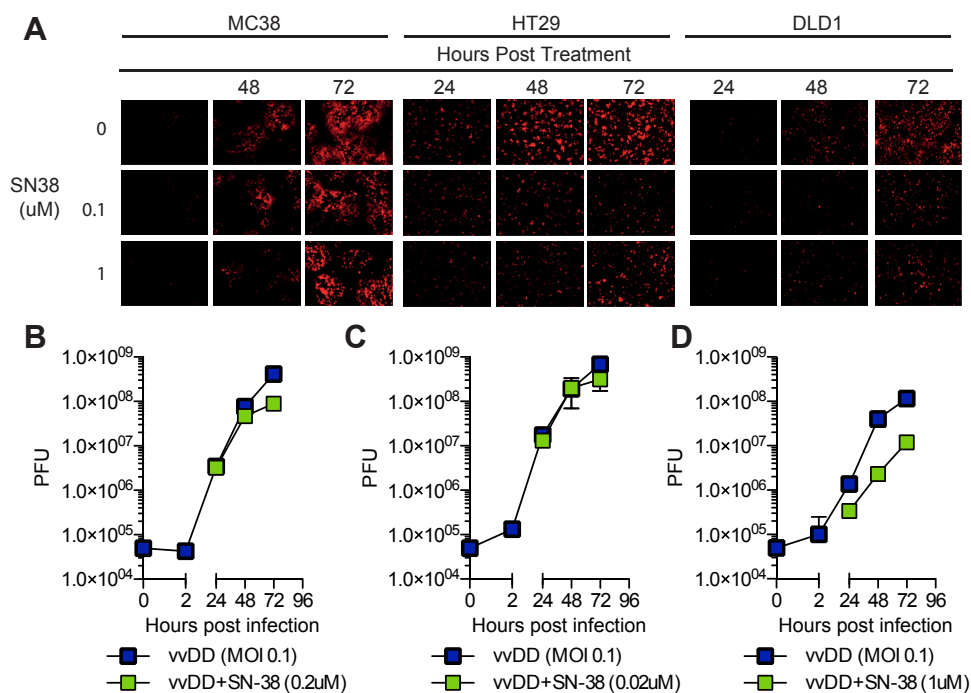 A
MC38 HT29 DLD1
Hours Post Treatment
48 72 24 48 72 24 48 72
0
SN38
(uM)
0.1
1
B
1.0×10⁰⁹
1.0×10⁰⁸
1.0×10⁰⁷
1.0×10⁰⁶
1.0×10⁰⁵
1.0×10⁰⁴
PFU
0 2 24 48 72 96
Hours post infection
vvDD (MOI 0.1)
vvDD+SN-38 (0.2uM)
C
1.0×10⁰⁹
1.0×10⁰⁸
1.0×10⁰⁷
1.0×10⁰⁶
1.0×10⁰⁵
1.0×10⁰⁴
PFU
0 2 24 48 72 96
Hours post infection
vvDD (MOI 0.1)
vvDD+SN-38 (0.02uM)
D
1.0×10⁰⁹
1.0×10⁰⁸
1.0×10⁰⁷
1.0×10⁰⁶
1.0×10⁰⁵
1.0×10⁰⁴
PFU
0 2 24 48 72 96
Hours post infection
vvDD (MOI 0.1)
vvDD+SN-38 (1uM)